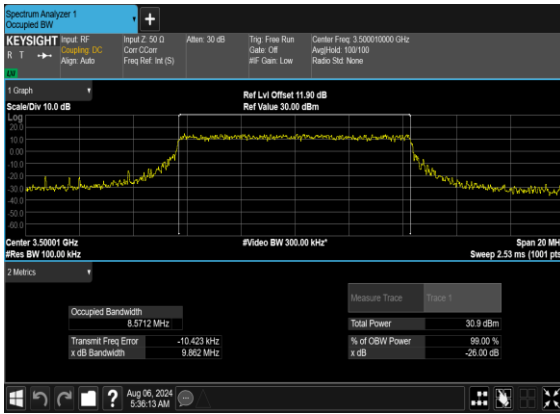 Spectrum Analyzer 1
Occupied BW
KEYSIGHT
R T
Input: RF
Coupling: DC
Align: Auto
Input Z: 50 Ω
Corr CCorr
Freq Ref: Int (S)
Atten: 30 dB
Trig: Free Run
Gate: Off
#IF Gain: Low
Center Freq: 3.500010000 GHz
Avg|Hold: 100/100
Radio Std: None
1 Graph
Scale/Div 10.0 dB
Ref Lvl Offset 11.90 dB
Ref Value 30.00 dBm
Log
20.0
10.0
0.00
-10.0
-20.0
-30.0
-40.0
-50.0
-60.0
Center 3.50001 GHz
#Res BW 100.00 kHz
#Video BW 300.00 kHz*
Span 20 MH
Sweep 2.53 ms (1001 pts
2 Metrics
Measure Trace
Trace 1
Occupied Bandwidth
8.5712 MHz
Total Power
30.9 dBm
Transmit Freq Error
-10.423 kHz
% of OBW Power
99.00 %
x dB Bandwidth
9.862 MHz
x dB
-26.00 dB
?
Aug 06, 2024
5:36:13 AM